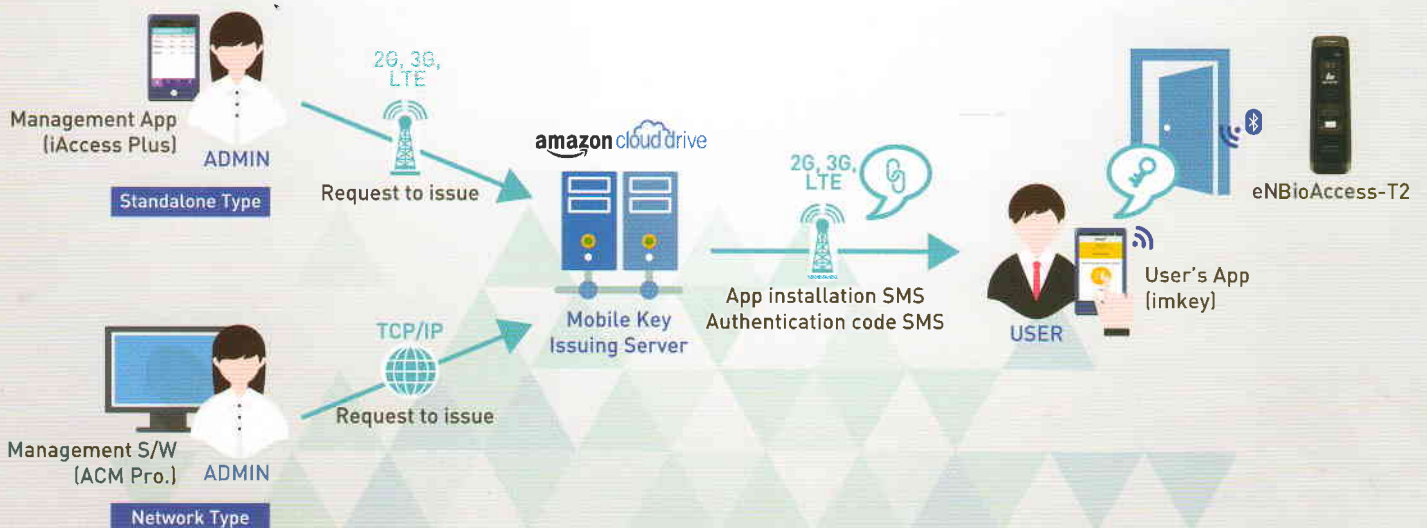 Management App
(iAccess Plus)
ADMIN
Standalone Type
2G, 3G,
LTE
Request to issue
amazon cloud drive
Mobile Key
Issuing Server
TCP/IP
Request to issue
Management S/W
(ACM Pro.)
ADMIN
Network Type
2G, 3G,
LTE
App installation SMS
Authentication code SMS
USER
User's App
(imkey)
eNBioAccess-T2